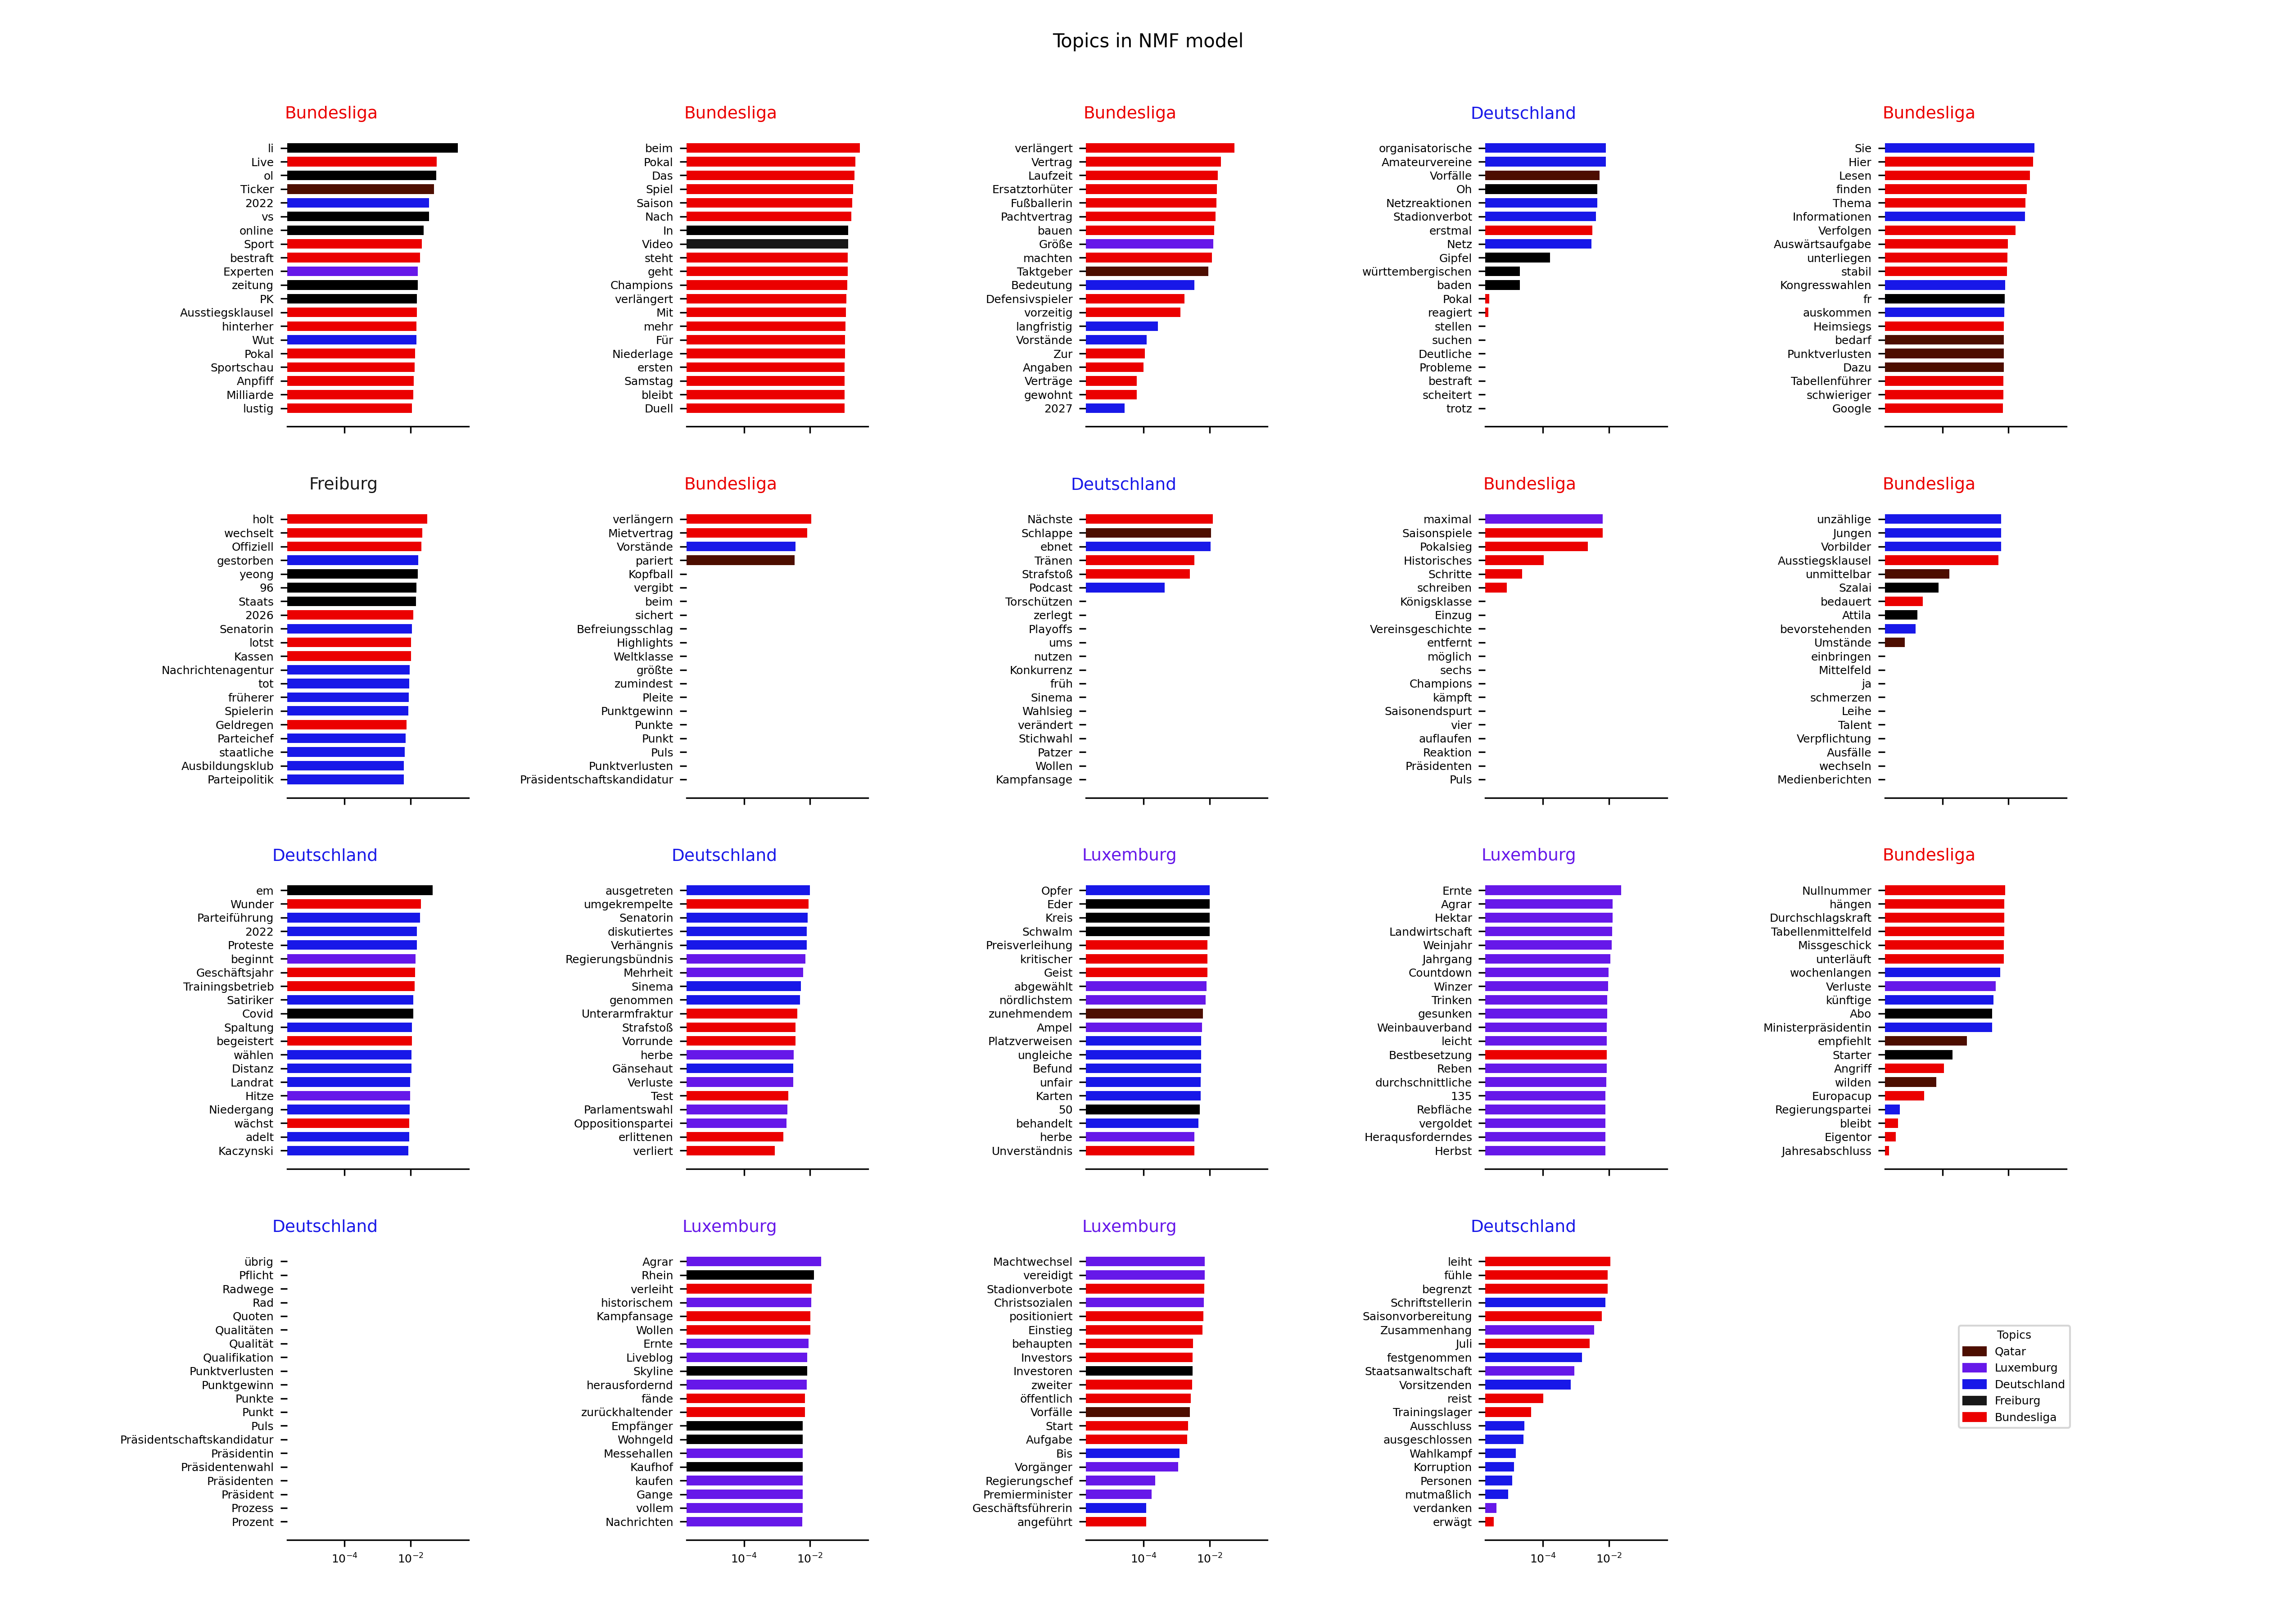 Topics in NMF model
Bundesliga
li
Live
ol
Ticker
2022
vs
online
Sport
bestraft
Experten
zeitung
PK
Ausstiegsklausel
hinterher
Wut
Pokal
Sportschau
Anpfiff
Milliarde
lustig
Bundesliga
beim
Pokal
Das
Spiel
Saison
Nach
In
Video
steht
geht
Champions
verlängert
Mit
mehr
Für
Niederlage
ersten
Samstag
bleibt
Duell
Bundesliga
verlängert
Vertrag
Laufzeit
Ersatztorhüter
Fußballerin
Pachtvertrag
bauen
Größe
machten
Taktgeber
Bedeutung
Defensivspieler
vorzeitig
langfristig
Vorstände
Zur
Angaben
Verträge
gewohnt
2027
Deutschland
organisatorische
Amateurvereine
Vorfälle
Oh
Netzreaktionen
Stadionverbot
erstmal
Netz
Gipfel
württembergischen
baden
Pokal
reagiert
stellen
suchen
Deutliche
Probleme
bestraft
scheitert
trotz
Bundesliga
Sie
Hier
Lesen
finden
Thema
Informationen
Verfolgen
Auswärtsaufgabe
unterliegen
stabil
Kongresswahlen
fr
auskommen
Heimsiegs
bedarf
Punktverlusten
Dazu
Tabellenführer
schwieriger
Google
Freiburg
holt
wechselt
Offiziell
gestorben
yeong
96
Staats
2026
Senatorin
lotst
Kassen
Nachrichtenagentur
tot
früherer
Spielerin
Geldregen
Parteichef
staatliche
Ausbildungsklub
Parteipolitik
Bundesliga
verlängern
Mietvertrag
Vorstände
pariert
Kopfball
vergibt
beim
sichert
Befreiungsschlag
Highlights
Weltklasse
größte
zumindest
Pleite
Punktgewinn
Punkte
Punkt
Puls
Punktverlusten
Präsidentschaftskandidatur
Deutschland
Nächste
Schlappe
ebnet
Tränen
Strafstoß
Podcast
Torschützen
zerlegt
Playoffs
ums
nutzen
Konkurrenz
früh
Sinema
Wahlsieg
verändert
Stichwahl
Patzer
Wollen
Kampfansage
Bundesliga
maximal
Saisonspiele
Pokalsieg
Historisches
Schritte
schreiben
Königsklasse
Einzug
Vereinsgeschichte
entfernt
möglich
sechs
Champions
kämpft
Saisonendspurt
vier
auflaufen
Reaktion
Präsidenten
Puls
Bundesliga
unzählige
Jungen
Vorbilder
Ausstiegsklausel
unmittelbar
Szalai
bedauert
Attila
bevorstehenden
Umstände
einbringen
Mittelfeld
ja
schmerzen
Leihe
Talent
Verpflichtung
Ausfälle
wechseln
Medienberichten
Deutschland
em
Wunder
Parteiführung
2022
Proteste
beginnt
Geschäftsjahr
Trainingsbetrieb
Satiriker
Covid
Spaltung
begeistert
wählen
Distanz
Landrat
Hitze
Niedergang
wächst
adelt
Kaczynski
Deutschland
ausgetreten
umgekrempelte
Senatorin
diskutiertes
Verhängnis
Regierungsbündnis
Mehrheit
Sinema
genommen
Unterarmfraktur
Strafstoß
Vorrunde
herbe
Gänsehaut
Verluste
Test
Parlamentswahl
Oppositionspartei
erlittenen
verliert
Luxemburg
Opfer
Eder
Kreis
Schwalm
Preisverleihung
kritischer
Geist
abgewählt
nördlichstem
zunehmendem
Ampel
Platzverweisen
ungleiche
Befund
unfair
Karten
50
behandelt
herbe
Unverständnis
Luxemburg
Ernte
Agrar
Hektar
Landwirtschaft
Weinjahr
Jahrgang
Countdown
Winzer
Trinken
gesunken
Weinbauverband
leicht
Bestbesetzung
Reben
durchschnittliche
135
Rebfläche
vergoldet
Heraqusforderndes
Herbst
Bundesliga
Nullnummer
hängen
Durchschlagskraft
Tabellenmittelfeld
Missgeschick
unterläuft
wochenlangen
Verluste
künftige
Abo
Ministerpräsidentin
empfiehlt
Starter
Angriff
wilden
Europacup
Regierungspartei
bleibt
Eigentor
Jahresabschluss
Deutschland
übrig
Pflicht
Radwege
Rad
Quoten
Qualitäten
Qualität
Qualifikation
Punktverlusten
Punktgewinn
Punkte
Punkt
Puls
Präsidentschaftskandidatur
Präsidentin
Präsidentenwahl
Präsidenten
Präsident
Prozess
Prozent
10⁻⁴ 10⁻²
Luxemburg
Agrar
Rhein
verleiht
historischem
Kampfansage
Wollen
Ernte
Liveblog
Skyline
herausfordernd
fände
zurückhaltender
Empfänger
Wohngeld
Messehallen
Kaufhof
kaufen
Gange
vollem
Nachrichten
10⁻⁴ 10⁻²
Luxemburg
Machtwechsel
vereidigt
Stadionverbote
Christsozialen
positioniert
Einstieg
behaupten
Investors
Investoren
zweiter
öffentlich
Vorfälle
Start
Aufgabe
Bis
Vorgänger
Regierungschef
Premierminister
Geschäftsführerin
angeführt
10⁻⁴ 10⁻²
Deutschland
leiht
fühle
begrenzt
Schriftstellerin
Saisonvorbereitung
Zusammenhang
Juli
festgenommen
Staatsanwaltschaft
Vorsitzenden
reist
Trainingslager
Ausschluss
ausgeschlossen
Wahlkampf
Korruption
Personen
mutmaßlich
verdanken
erwägt
10⁻⁴ 10⁻²
Topics
Qatar
Luxemburg
Deutschland
Freiburg
Bundesliga